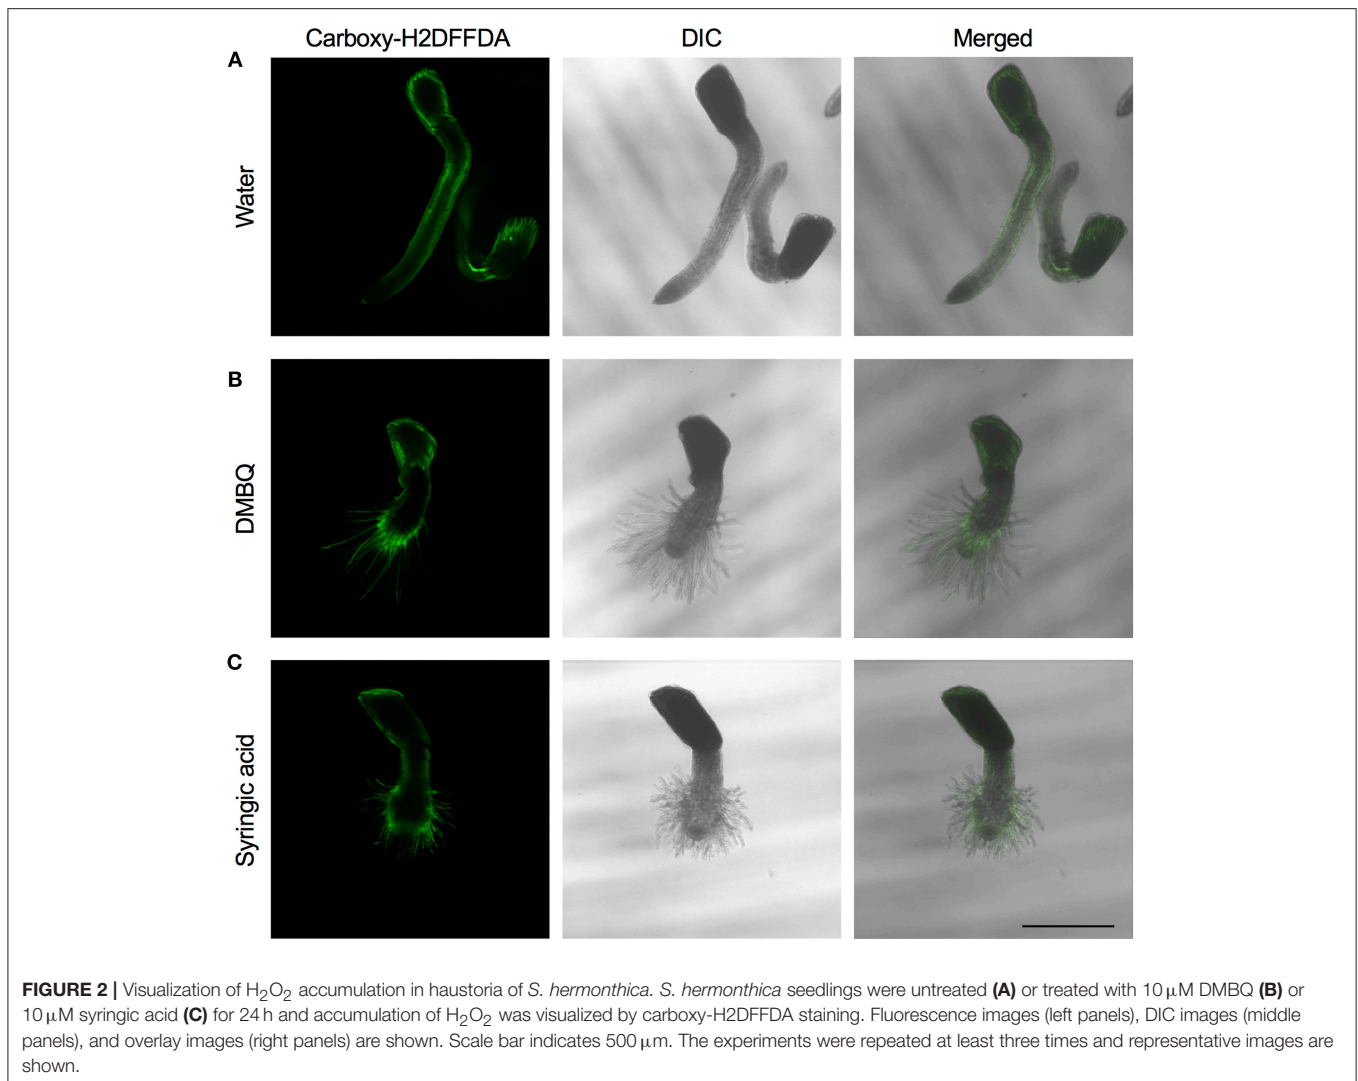 Carboxy-H2DFFDA DIC Merged
A
Water
B
DMBQ
C
Syringic acid
FIGURE 2 | Visualization of H₂O₂ accumulation in haustoria of S. hermonthica. S. hermonthica seedlings were untreated (A) or treated with 10 μM DMBQ (B) or
10 μM syringic acid (C) for 24 h and accumulation of H₂O₂ was visualized by carboxy-H2DFFDA staining. Fluorescence images (left panels), DIC images (middle
panels), and overlay images (right panels) are shown. Scale bar indicates 500 μm. The experiments were repeated at least three times and representative images are
shown.